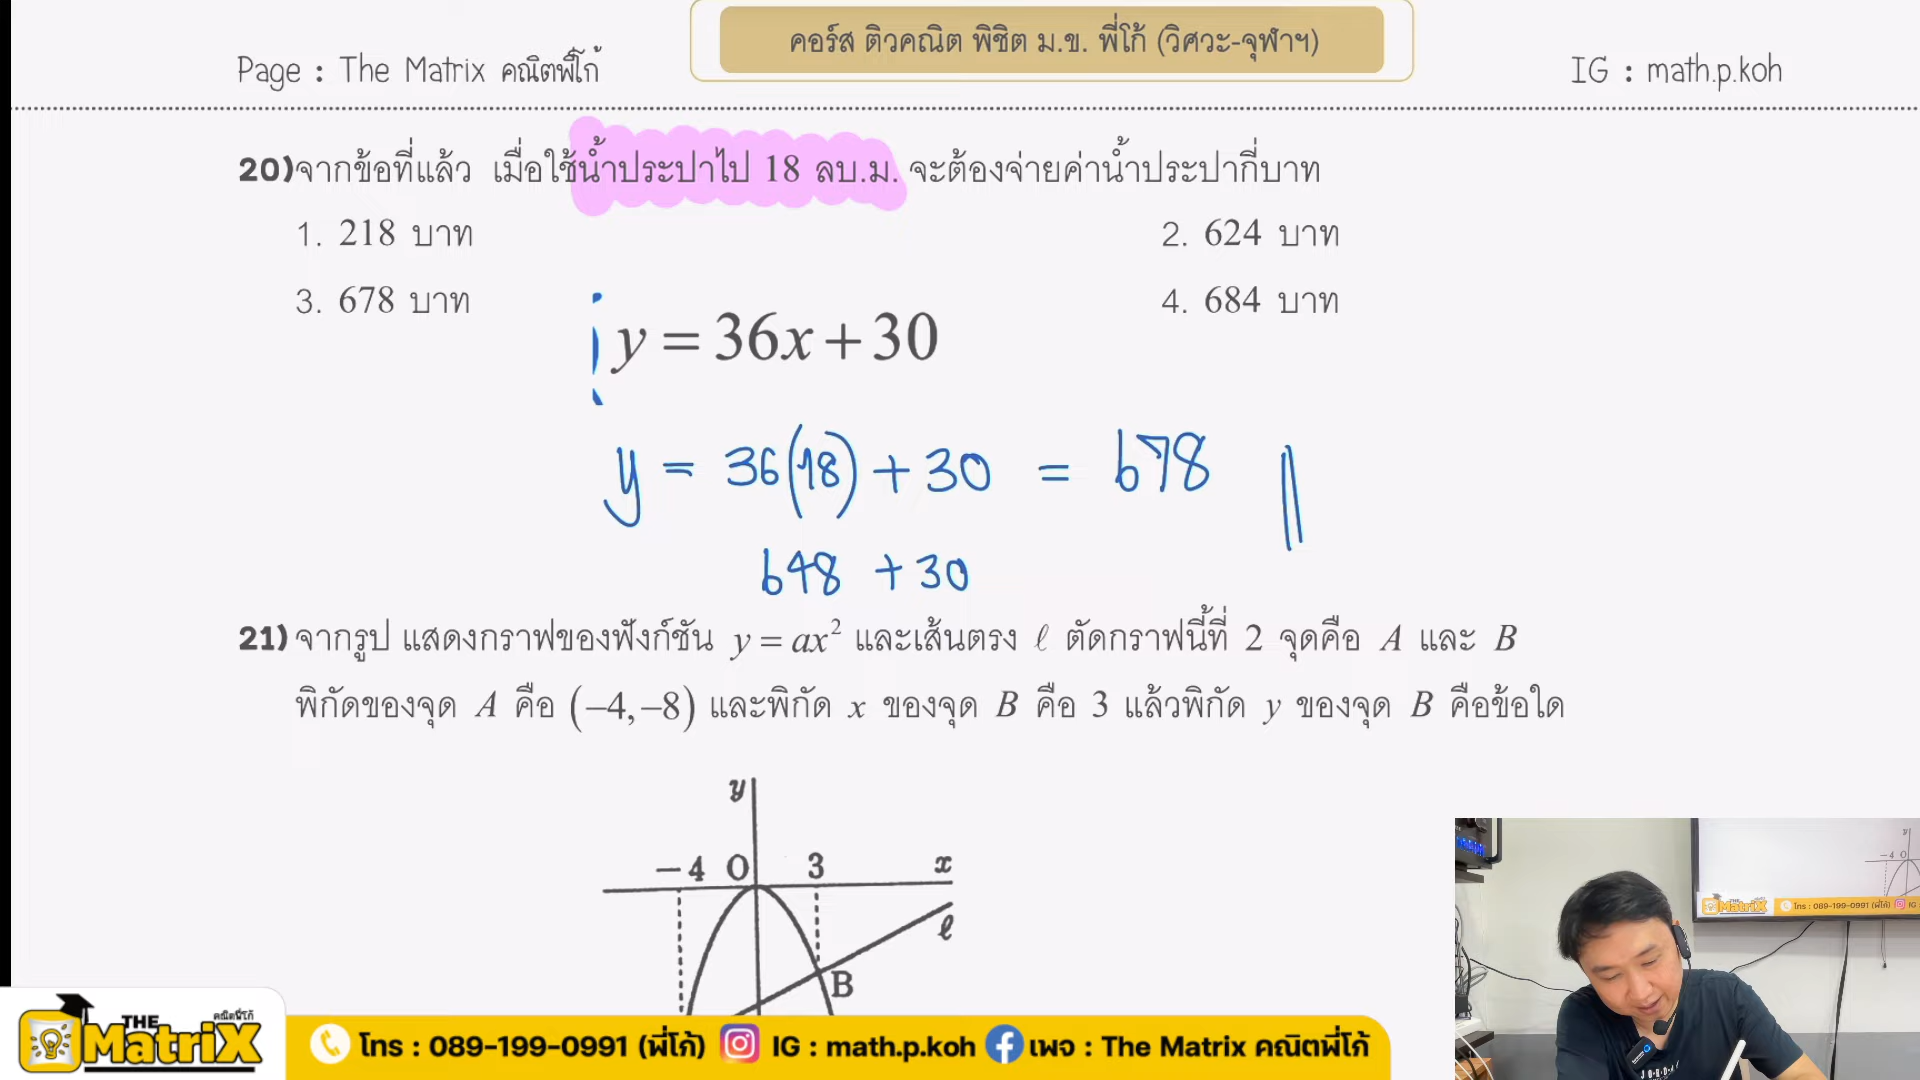 คอร์ส ติวคณิต พิชิต ม.ข. พี่โก้ (วิศวะ-จุฬาฯ)
Page : The Matrix คณิตพี่โก้
IG : math.p.koh
20) จากข้อที่แล้ว เมื่อใช้น้ำประปาไป 18 ลบ.ม. จะต้องจ่ายค่าน้ำประปากี่บาท
1. 218 บาท 2. 624 บาท
3. 678 บาท 4. 684 บาท
y = 36x + 30
y = 36(18) + 30 = 678
648 + 30
21) จากรูป แสดงกราฟของฟังก์ชัน y = ax² และเส้นตรง ℓ ตัดกราฟนี้ที่ 2 จุดคือ A และ B
พิกัดของจุด A คือ (−4,−8) และพิกัด x ของจุด B คือ 3 แล้วพิกัด y ของจุด B คือข้อใด
y
−4 O 3 x
ℓ
B
−4 O
THE MatriX คณิตพี่โก้
โทร : 089-199-0991 (พี่โก้) IG : math.p.koh เพจ : The Matrix คณิตพี่โก้
MatriX โทร : 089-199-0991 (พี่โก้) IG